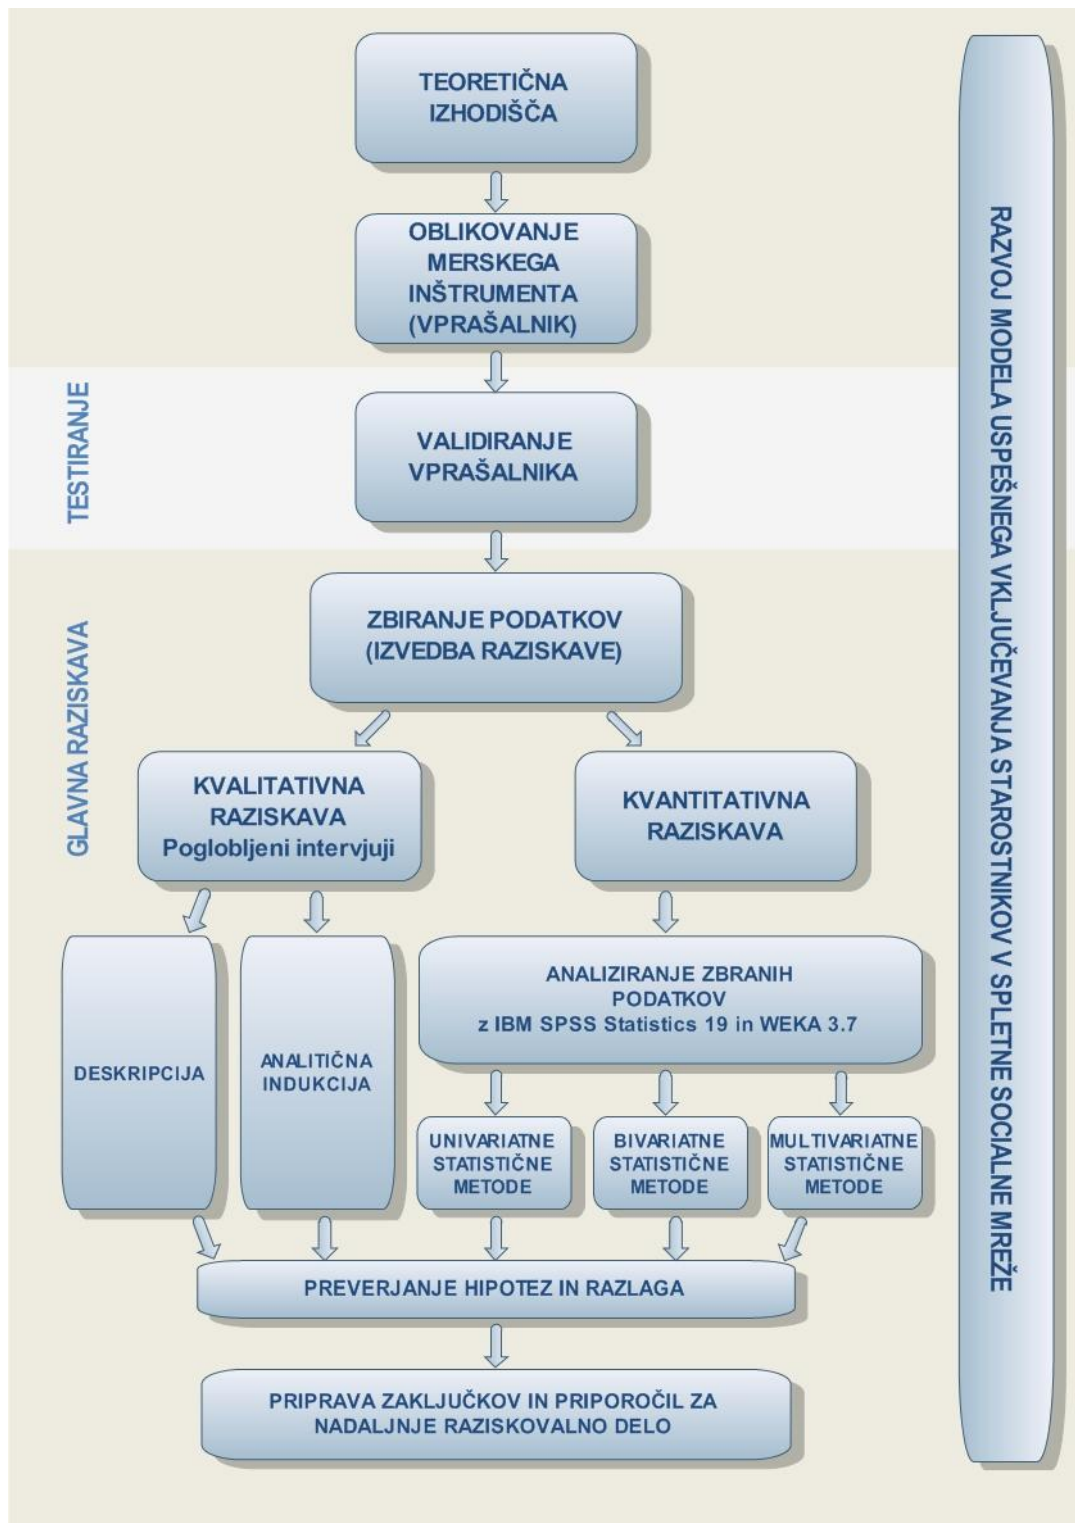 TEORETIČNA
IZHODIŠČA
OBLIKOVANJE
MERSKEGA
INŠTRUMENTA
(VPRAŠALNIK)
TESTIRANJE
VALIDIRANJE
VPRAŠALNIKA
GLAVNA RAZISKAVA
ZBIRANJE PODATKOV
(IZVEDBA RAZISKAVE)
KVALITATIVNA
RAZISKAVA
Poglobljeni intervjuji
KVANTITATIVNA
RAZISKAVA
DESKRIPCIJA
ANALITIČNA
INDUKCIJA
ANALIZIRANJE ZBRANIH
PODATKOV
z IBM SPSS Statistics 19 in WEKA 3.7
UNIVARIATNE
STATISTIČNE
METODE
BIVARIATNE
STATISTIČNE
METODE
MULTIVARIATNE
STATISTIČNE
METODE
PREVERJANJE HIPOTEZ IN RAZLAGA
PRIPRAVA ZAKLJUČKOV IN PRIPOROČIL ZA
NADALJNJE RAZISKOVALNO DELO
RAZVOJ MODELA USPEŠNEGA VKLJUČEVANJA STAROSTNIKOV V SPLETNE SOCIALNE MREŽE